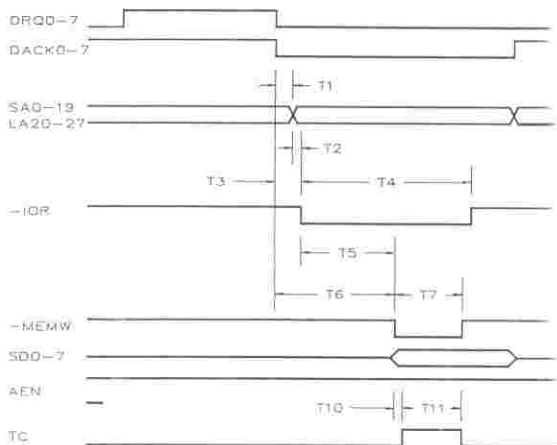 DRQ0-7
DACK0-7
T1
SA0-19
LA20-27
T2
T3
T4
-IOR
T5
T6
T7
-MEMW
SD0-7
AEN
T10
T11
TC